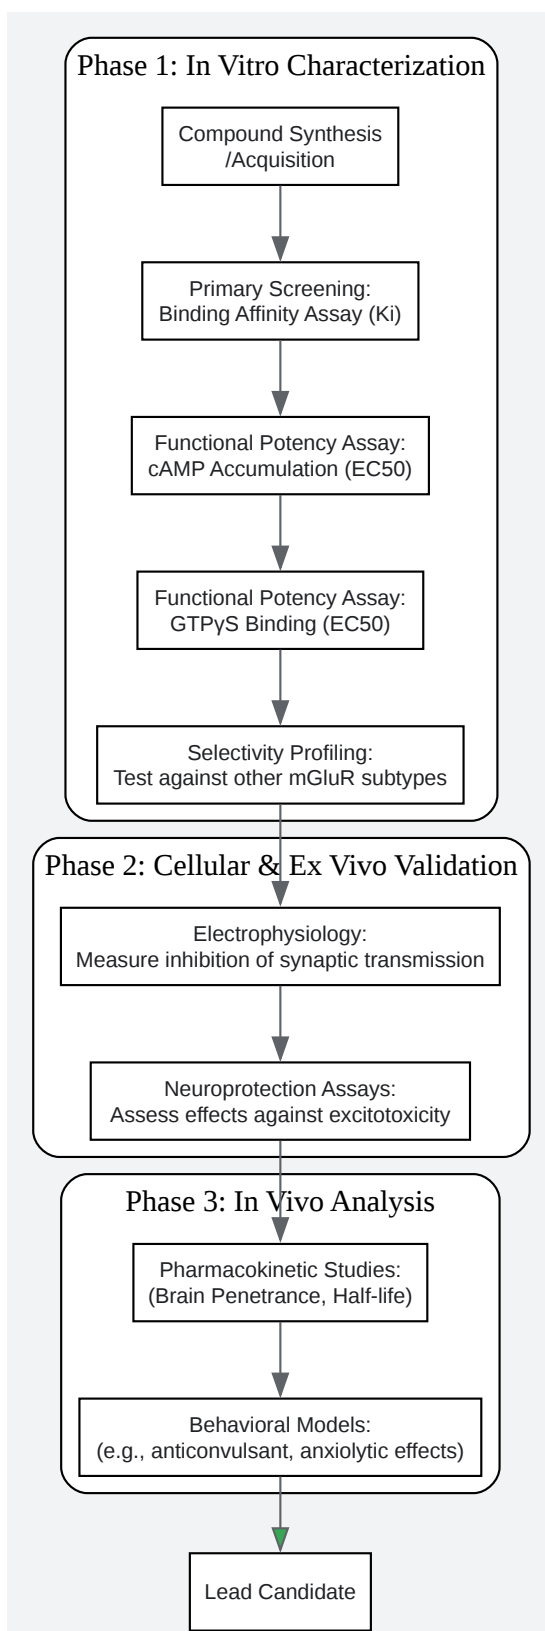 Phase 1: In Vitro Characterization
Compound Synthesis
/Acquisition
Primary Screening:
Binding Affinity Assay (Ki)
Functional Potency Assay:
cAMP Accumulation (EC50)
Functional Potency Assay:
GTPγS Binding (EC50)
Selectivity Profiling:
Test against other mGluR subtypes
Phase 2: Cellular & Ex Vivo Validation
Electrophysiology:
Measure inhibition of synaptic transmission
Neuroprotection Assays:
Assess effects against excitotoxicity
Phase 3: In Vivo Analysis
Pharmacokinetic Studies:
(Brain Penetrance, Half-life)
Behavioral Models:
(e.g., anticonvulsant, anxiolytic effects)
Lead Candidate